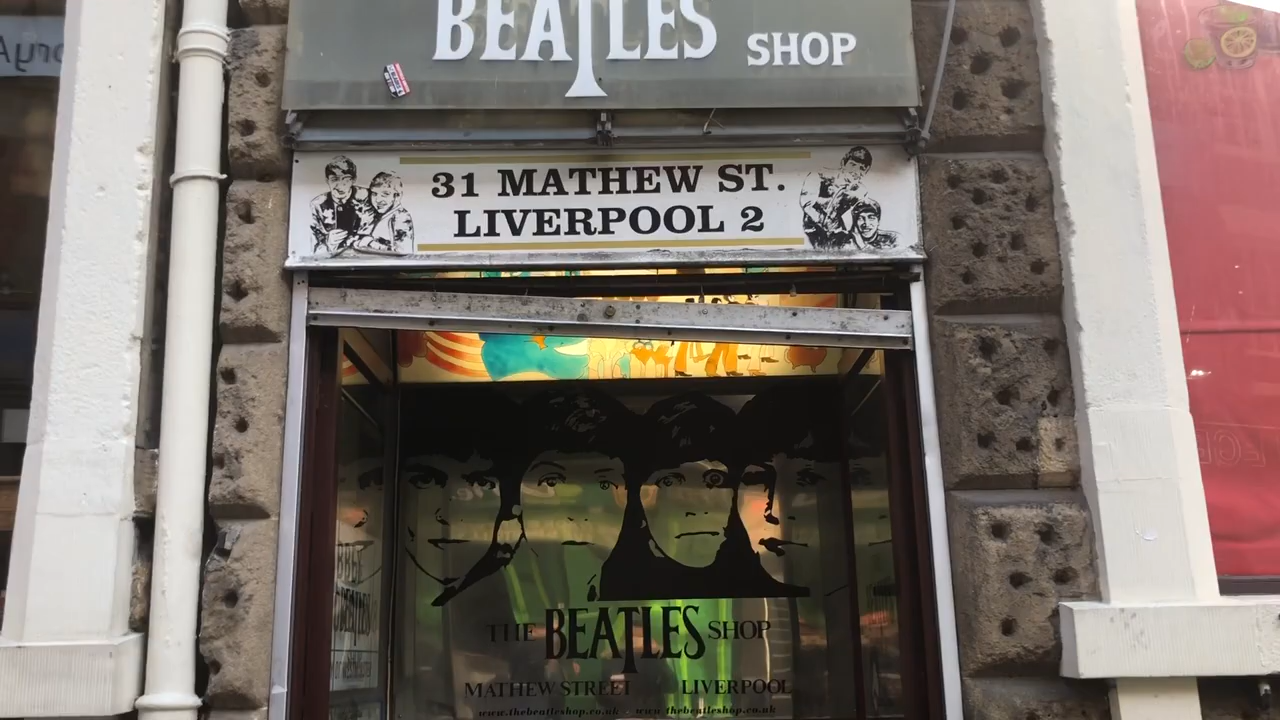 BEATLES SHOP
31 MATHEW ST.
LIVERPOOL 2
THE BEATLES SHOP
MATHEW STREET LIVERPOOL
www.thebeatleshop.co.uk www.thebeatleshop.co.uk